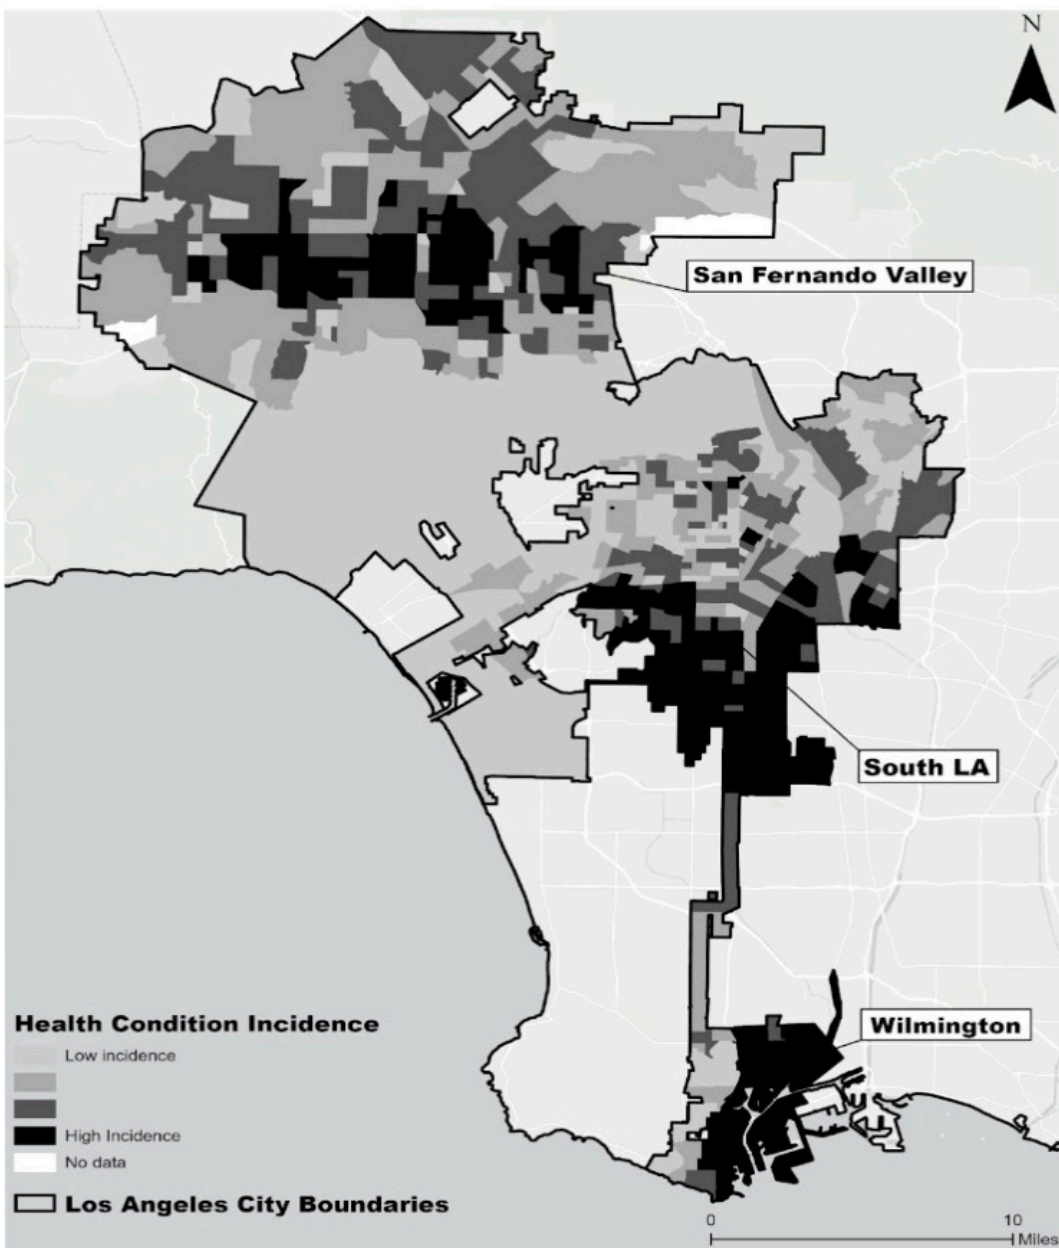 N
San Fernando Valley
South LA
Wilmington
Health Condition Incidence
Low incidence
High Incidence
No data
Los Angeles City Boundaries
0 10
Miles